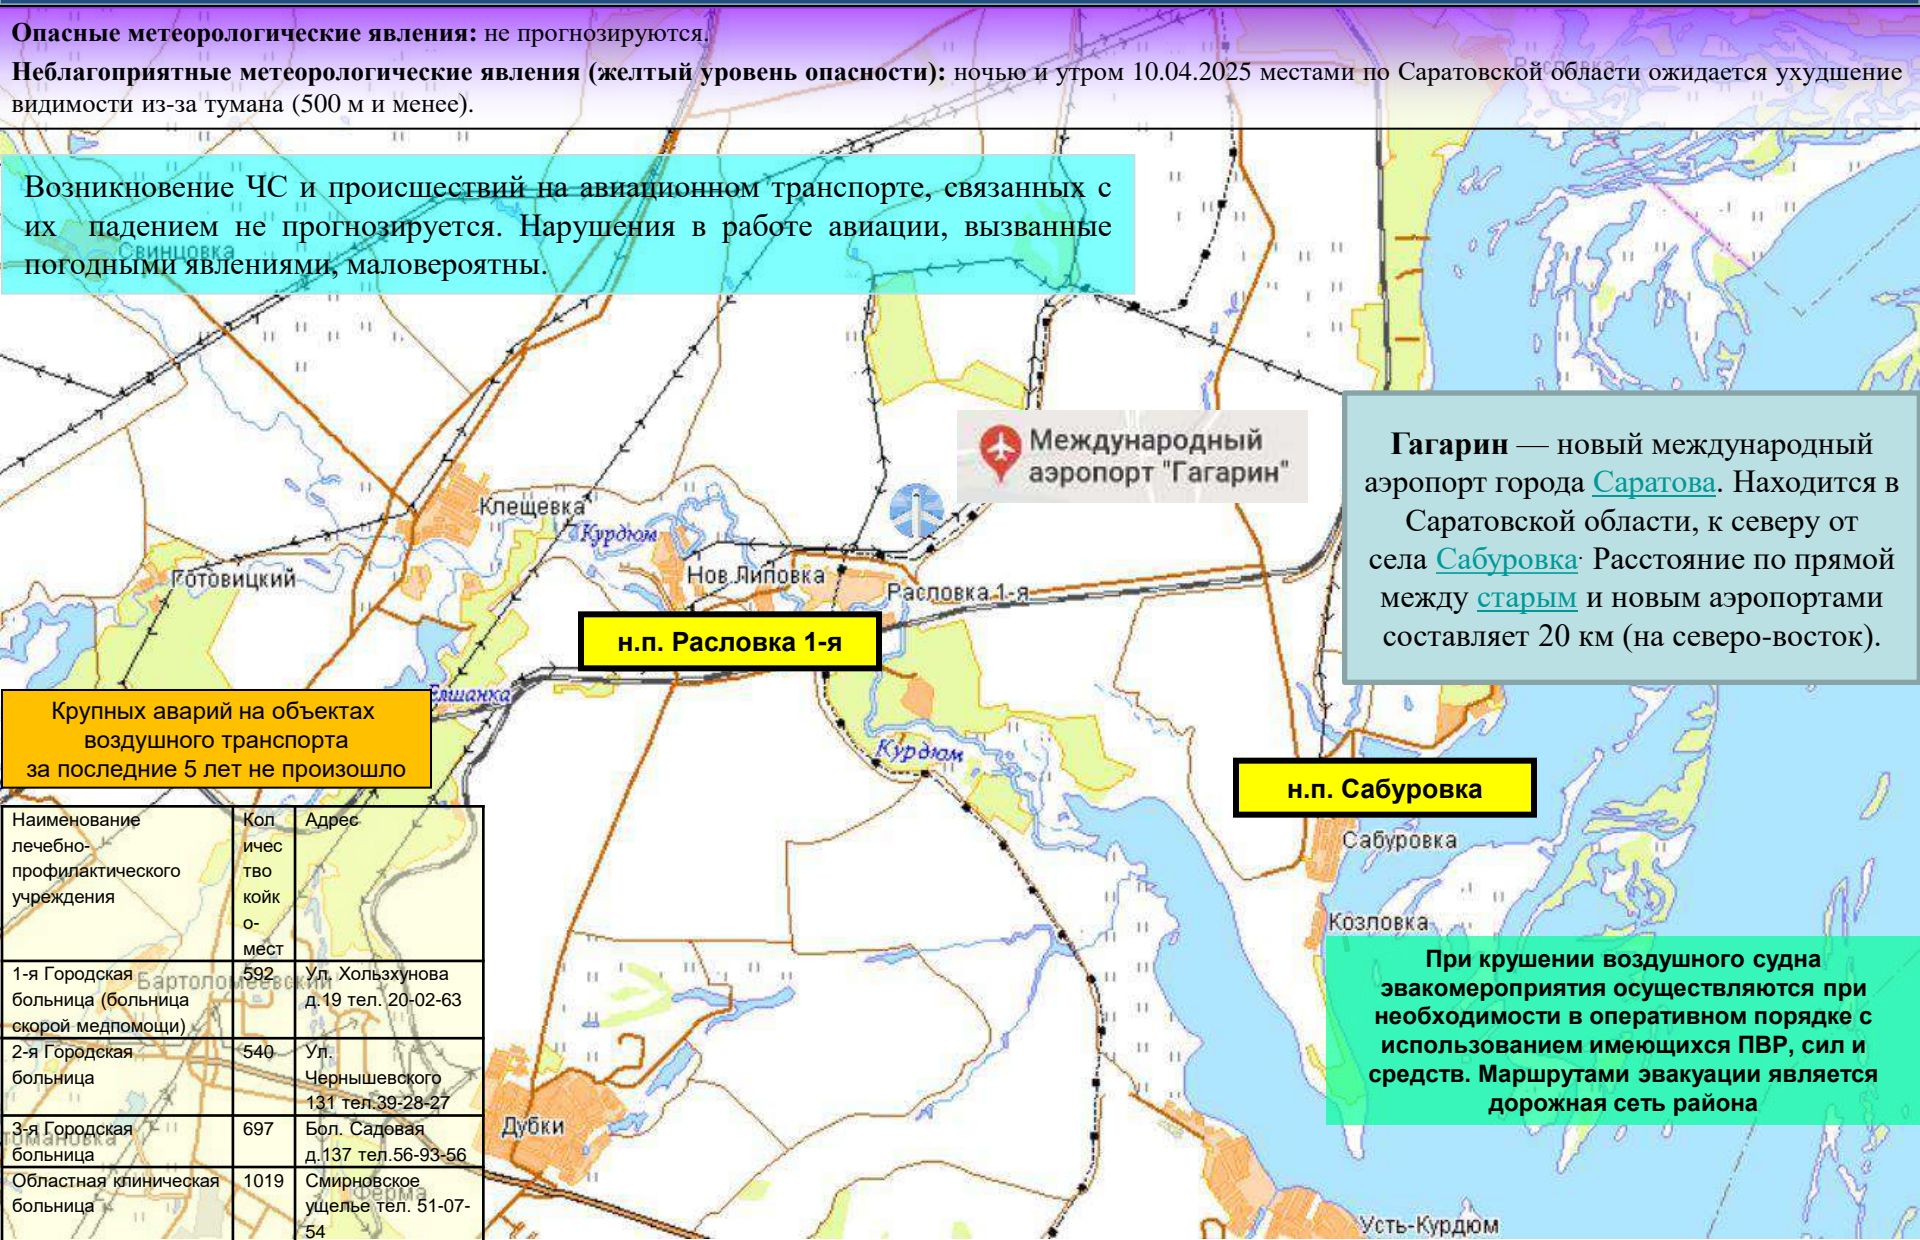 Опасные метеорологические явления: не прогнозируются.
Неблагоприятные метеорологические явления (желтый уровень опасности): ночью и утром 10.04.2025 местами по Саратовской области ожидается ухудшение
видимости из-за тумана (500 м и менее).
Возникновение ЧС и происшествий на авиационном транспорте, связанных с
их падением не прогнозируется. Нарушения в работе авиации, вызванные
погодными явлениями, маловероятны.
Свинцовка
Международный
аэропорт "Гагарин"
Гагарин — новый международный
аэропорт города Саратова. Находится в
Саратовской области, к северу от
села Сабуровка. Расстояние по прямой
между старым и новым аэропортами
составляет 20 км (на северо-восток).
Клещевка
Курдюм
Готовицкий
Нов.Липовка
Расловка 1-я
н.п. Расловка 1-я
Елшанка
Крупных аварий на объектах
воздушного транспорта
за последние 5 лет не произошло
Курдюм
н.п. Сабуровка
Сабуровка
Козловка
Наименование
лечебно-
профилактического
учреждения
Кол
ичес
тво
койк
о-
мест
Адрес
1-я Городская
больница (больница
скорой медпомощи)
592
Ул. Хользхунова
д.19 тел. 20-02-63
Бартоломеевский
2-я Городская
больница
540
Ул.
Чернышевского
131 тел.39-28-27
3-я Городская
больница
697
Бол. Садовая
д.137 тел.56-93-56
Областная клиническая
больница
1019
Смирновское
ущелье тел. 51-07-
54
Ферма
Дубки
При крушении воздушного судна
эвакомероприятия осуществляются при
необходимости в оперативном порядке с
использованием имеющихся ПВР, сил и
средств. Маршрутами эвакуации является
дорожная сеть района
Усть-Курдюм